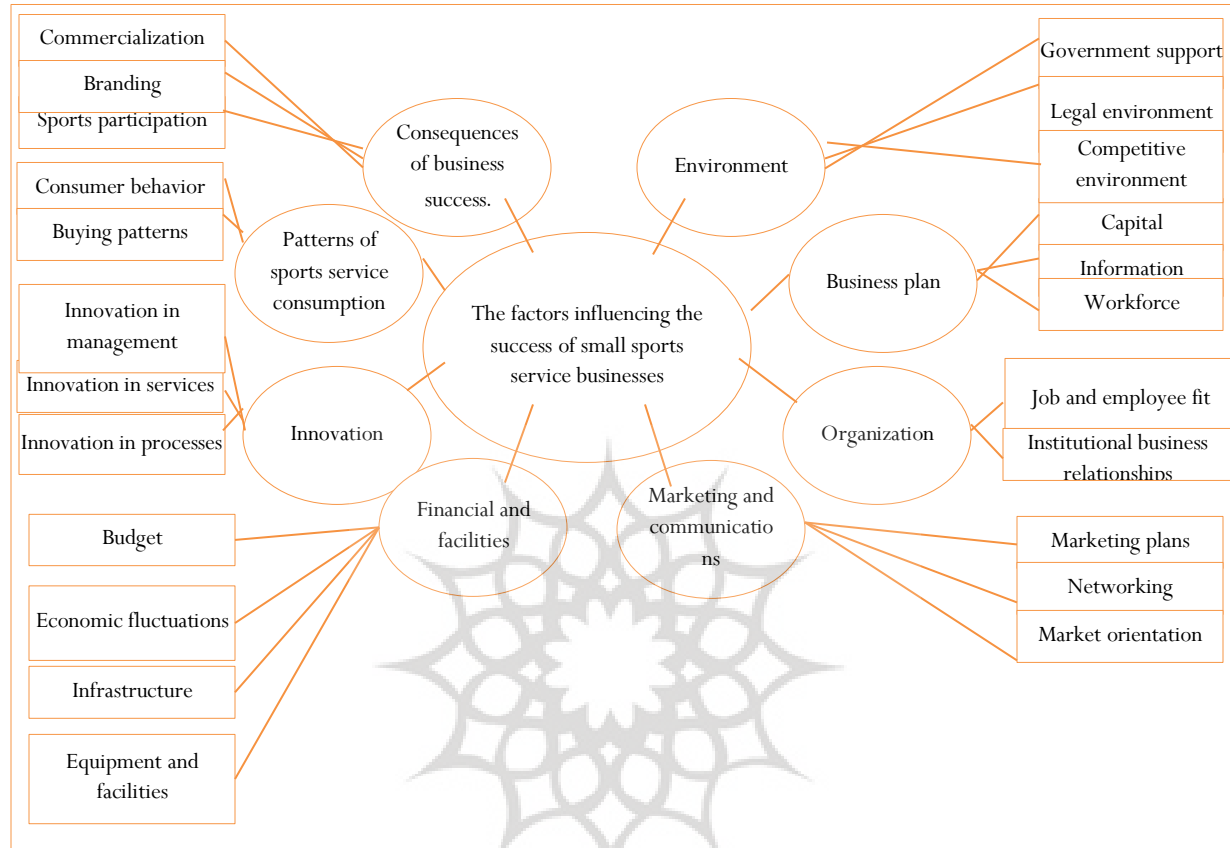 Commercialization
Branding
Sports participation
Consumer behavior
Buying patterns
Innovation in
management
Innovation in services
Innovation in processes
Budget
Economic fluctuations
Infrastructure
Equipment and
facilities
Consequences
of business
success.
Patterns of
sports service
consumption
Innovation
Financial and
facilities
The factors influencing the
success of small sports
service businesses
Environment
Business plan
Organization
Marketing and
communicatio
ns
Government support
Legal environment
Competitive
environment
Capital
Information
Workforce
Job and employee fit
Institutional business
relationships
Marketing plans
Networking
Market orientation